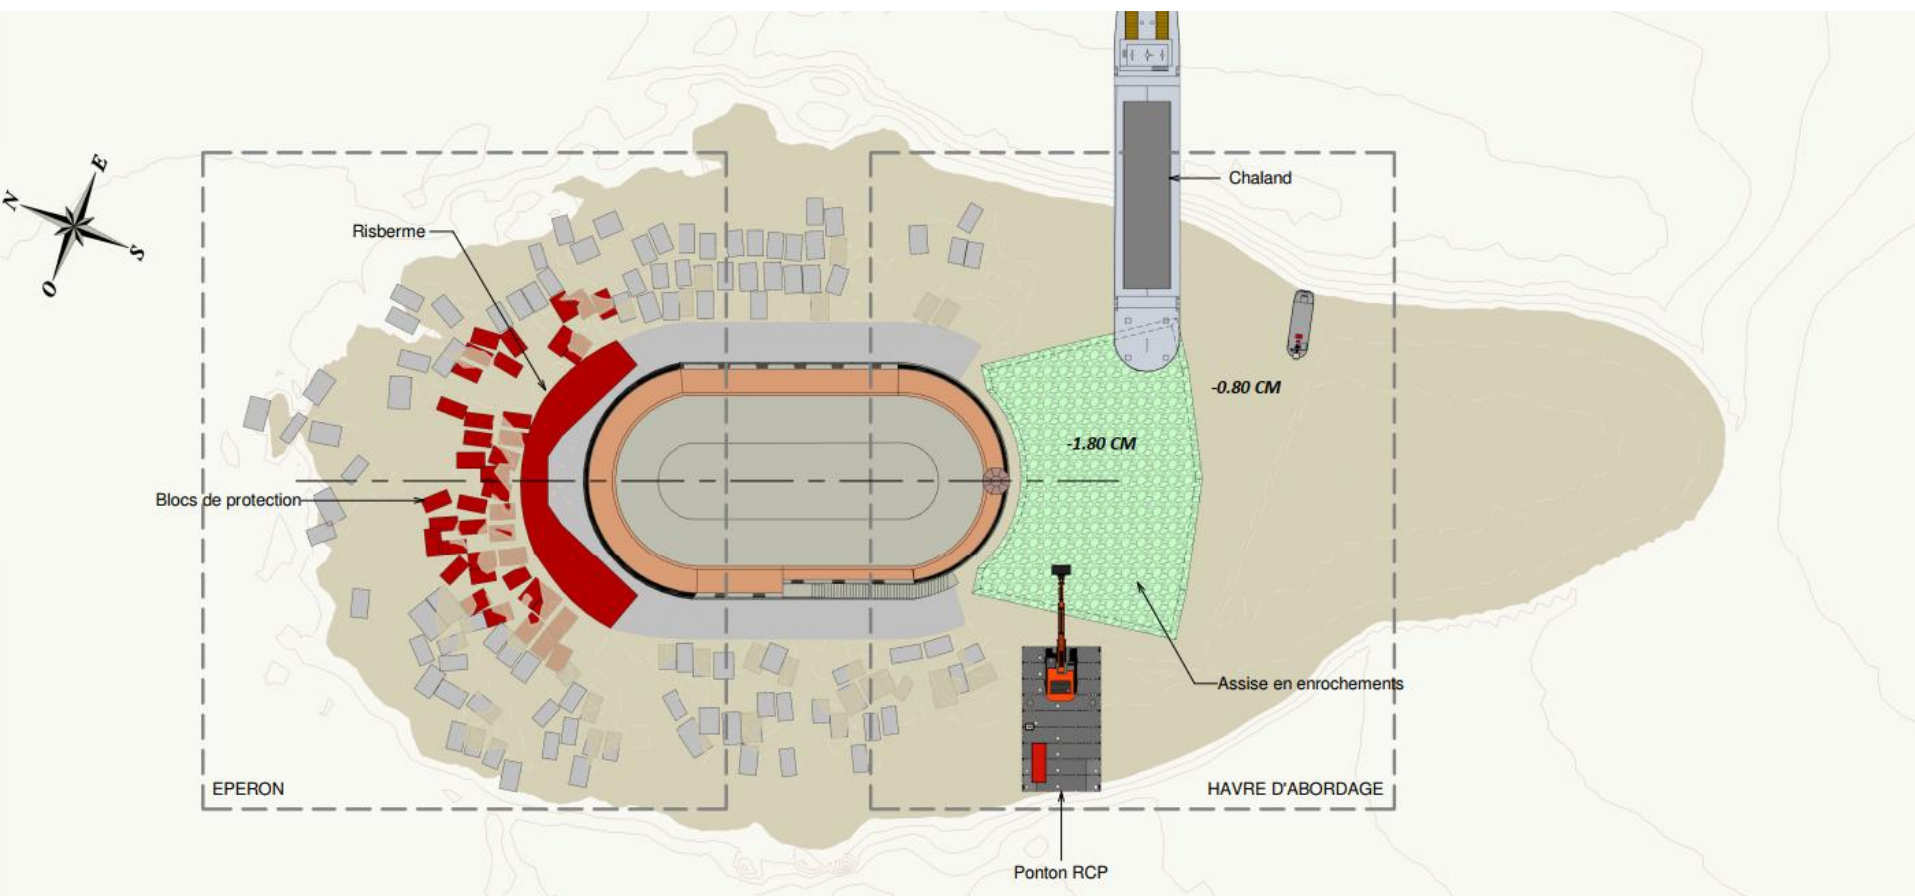 E
N
S
O
Chaland
Risberme
-0.80 CM
-1.80 CM
Blocs de protection
Assise en enrochements
EPERON
HAVRE D'ABORDAGE
Ponton RCP